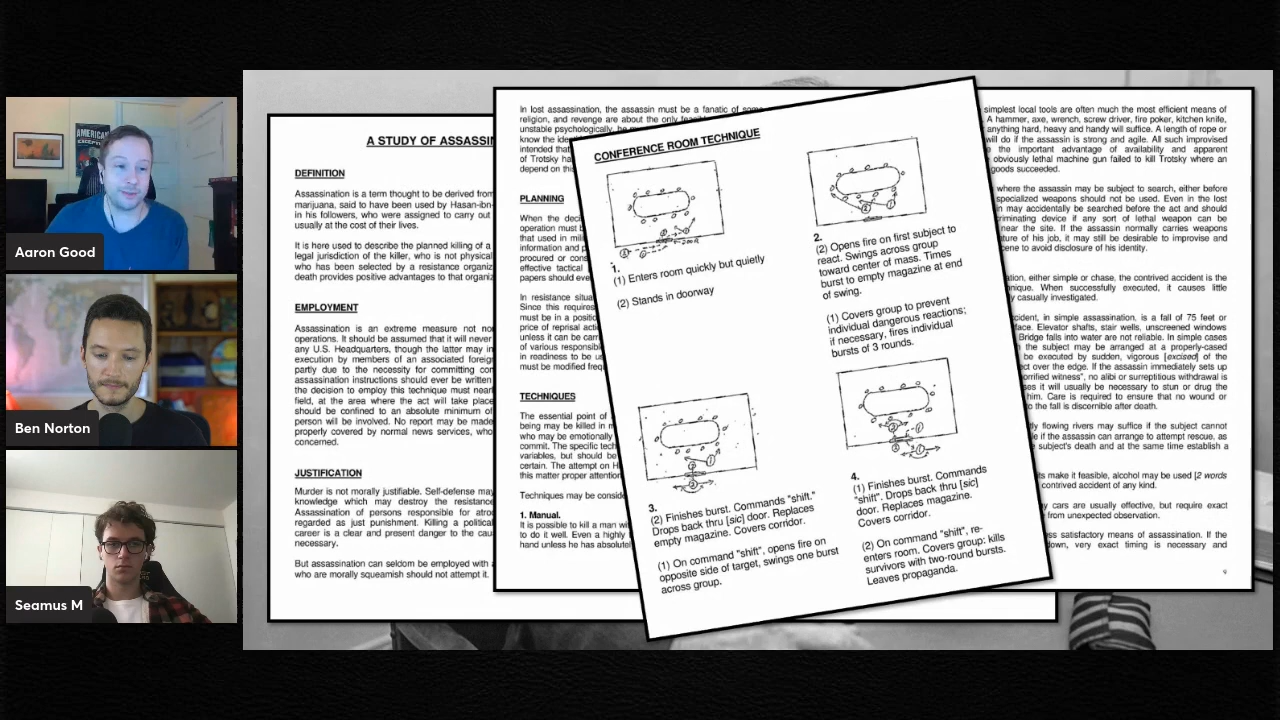 Aaron Good
Ben Norton
Seamus M
AMERICAN
A STUDY OF ASSASSIN
DEFINITION
Assassination is a term thought to be derived from
marijuana, said to have been used by Hasan-ibn-
in his followers, who were assigned to carry out
usually at the cost of their lives.
It is here used to describe the planned killing of a
legal jurisdiction of the killer, who is not physical
who has been selected by a resistance organiz
death provides positive advantages to that organiz
EMPLOYMENT
Assassination is an extreme measure not nor
operations. It should be assumed that it will never
any U.S. Headquarters, though the latter may in
execution by members of an associated foreign
partly due to the necessity for committing con
assassination instructions should ever be written
the decision to employ this technique must nearl
field, at the area where the act will take place
should be confined to an absolute minimum of
person will be involved. No report may be made
properly covered by normal news services, who
concerned.
JUSTIFICATION
Murder is not morally justifiable. Self-defense may
knowledge which may destroy the resistance
Assassination of persons responsible for atroc
regarded as just punishment. Killing a political
career is a clear and present danger to the cau
necessary.
But assassination can seldom be employed with a
who are morally squeamish should not attempt it.
In lost assassination, the assassin must be a fanatic of some
religion, and revenge are about the only
unstable psychologically, he
know the
intended that
of Trotsky ha
depend on this
PLANNING
When the deci
operation must b
that used in milit
information and p
procured or cons
effective tactical
papers should eve
In resistance situa
Since this requires
must be in a position
price of reprisal actio
unless it can be carr
of various responsib
in readiness to be us
must be modified freq
TECHNIQUES
The essential point of
being may be killed in m
who may be emotionally
commit. The specific tech
variables, but should be
certain. The attempt on H
this matter proper attention
Techniques may be conside
1. Manual.
It is possible to kill a man wi
to do it well. Even a highly
hand unless he has absolutel
CONFERENCE ROOM TECHNIQUE
1.
(1) Enters room quickly but quietly
(2) Stands in doorway
2.
(2) Opens fire on first subject to
react. Swings across group
toward center of mass. Times
burst to empty magazine at end
of swing.
(1) Covers group to prevent
individual dangerous reactions;
if necessary, fires individual
bursts of 3 rounds.
3.
(2) Finishes burst. Commands "shift."
Drops back thru [sic] door. Replaces
empty magazine. Covers corridor.
(1) On command "shift", opens fire on
opposite side of target, swings one burst
across group.
4.
(1) Finishes burst. Commands
"shift". Drops back thru [sic]
door. Replaces magazine.
Covers corridor.
(2) On command "shift", re-
enters room. Covers group: kills
survivors with two-round bursts.
Leaves propaganda.
simplest local tools are often much the most efficient means of
A hammer, axe, wrench, screw driver, fire poker, kitchen knife,
anything hard, heavy and handy will suffice. A length of rope or
will do if the assassin is strong and agile. All such improvised
the important advantage of availability and apparent
obviously lethal machine gun failed to kill Trotsky where an
goods succeeded.
where the assassin may be subject to search, either before
specialized weapons should not be used. Even in the lost
in may accidentally be searched before the act and should
criminating device if any sort of lethal weapon can be
near the site. If the assassin normally carries weapons
ature of his job, it may still be desirable to improvise and
cene to avoid disclosure of his identity.
ation, either simple or chase, the contrived accident is the
nique. When successfully executed, it causes little
y casually investigated.
cident, in simple assassination, is a fall of 75 feet or
face. Elevator shafts, stair wells, unscreened windows
Bridge falls into water are not reliable. In simple cases
n the subject may be arranged at a properly-cased
be executed by sudden, vigorous [excised] of the
ect over the edge. If the assassin immediately sets up
orrified witness", no alibi or surreptitious withdrawal is
ses it will usually be necessary to stun or drug the
him. Care is required to ensure that no wound or
to the fall is discernible after death.
tly flowing rivers may suffice if the subject cannot
le if the assassin can arrange to attempt rescue, as
e subject's death and at the same time establish a
ts make it feasible, alcohol may be used [2 words
contrived accident of any kind.
ry cars are usually effective, but require exact
from unexpected observation.
ess satisfactory means of assassination. If the
down, very exact timing is necessary and
9